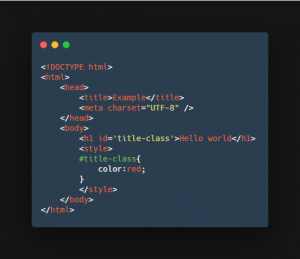 <!DOCTYPE html>
<html>
    <head>
        <title>Example</title>
        <meta charset="UTF-8" />
    </head>
    <body>
        <h1 id='title-class'>Hello world</h1>
        <style>
        #title-class{
            color:red;
        }
        </style>
    </body>
</html>